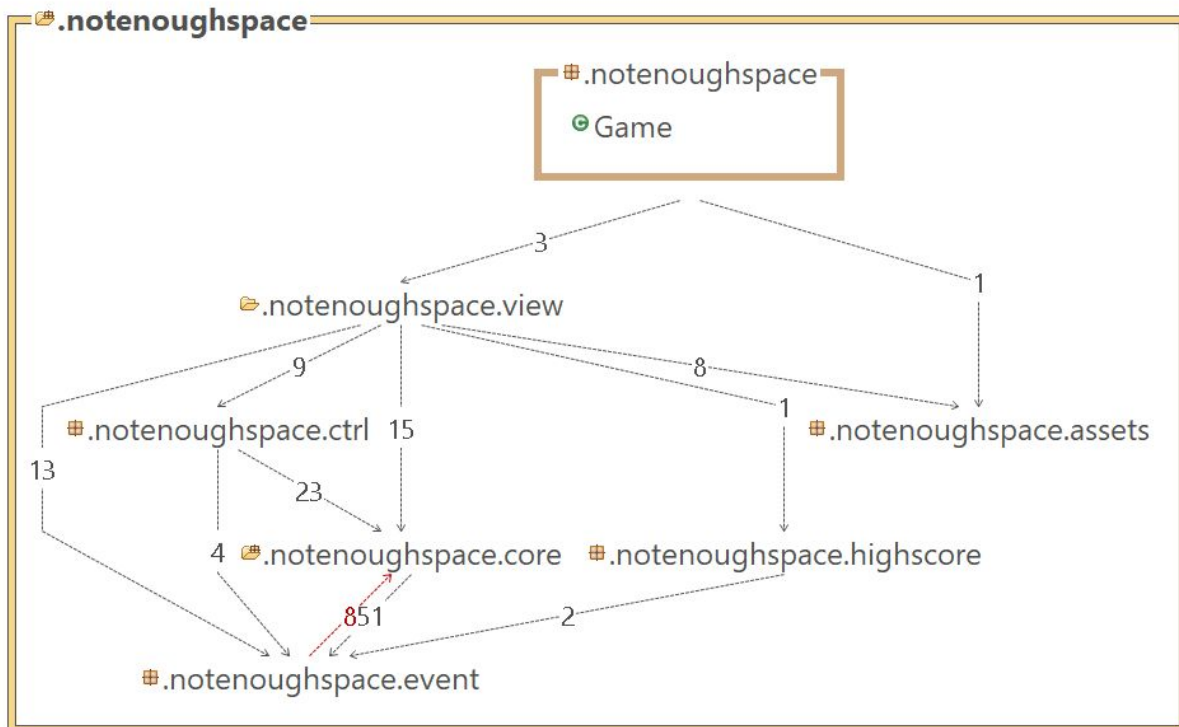 .notenoughspace
.notenoughspace
Game
3
1
.notenoughspace.view
9
8
15
1
.notenoughspace.ctrl
.notenoughspace.assets
13
23
4
.notenoughspace.core
.notenoughspace.highscore
851
2
.notenoughspace.event